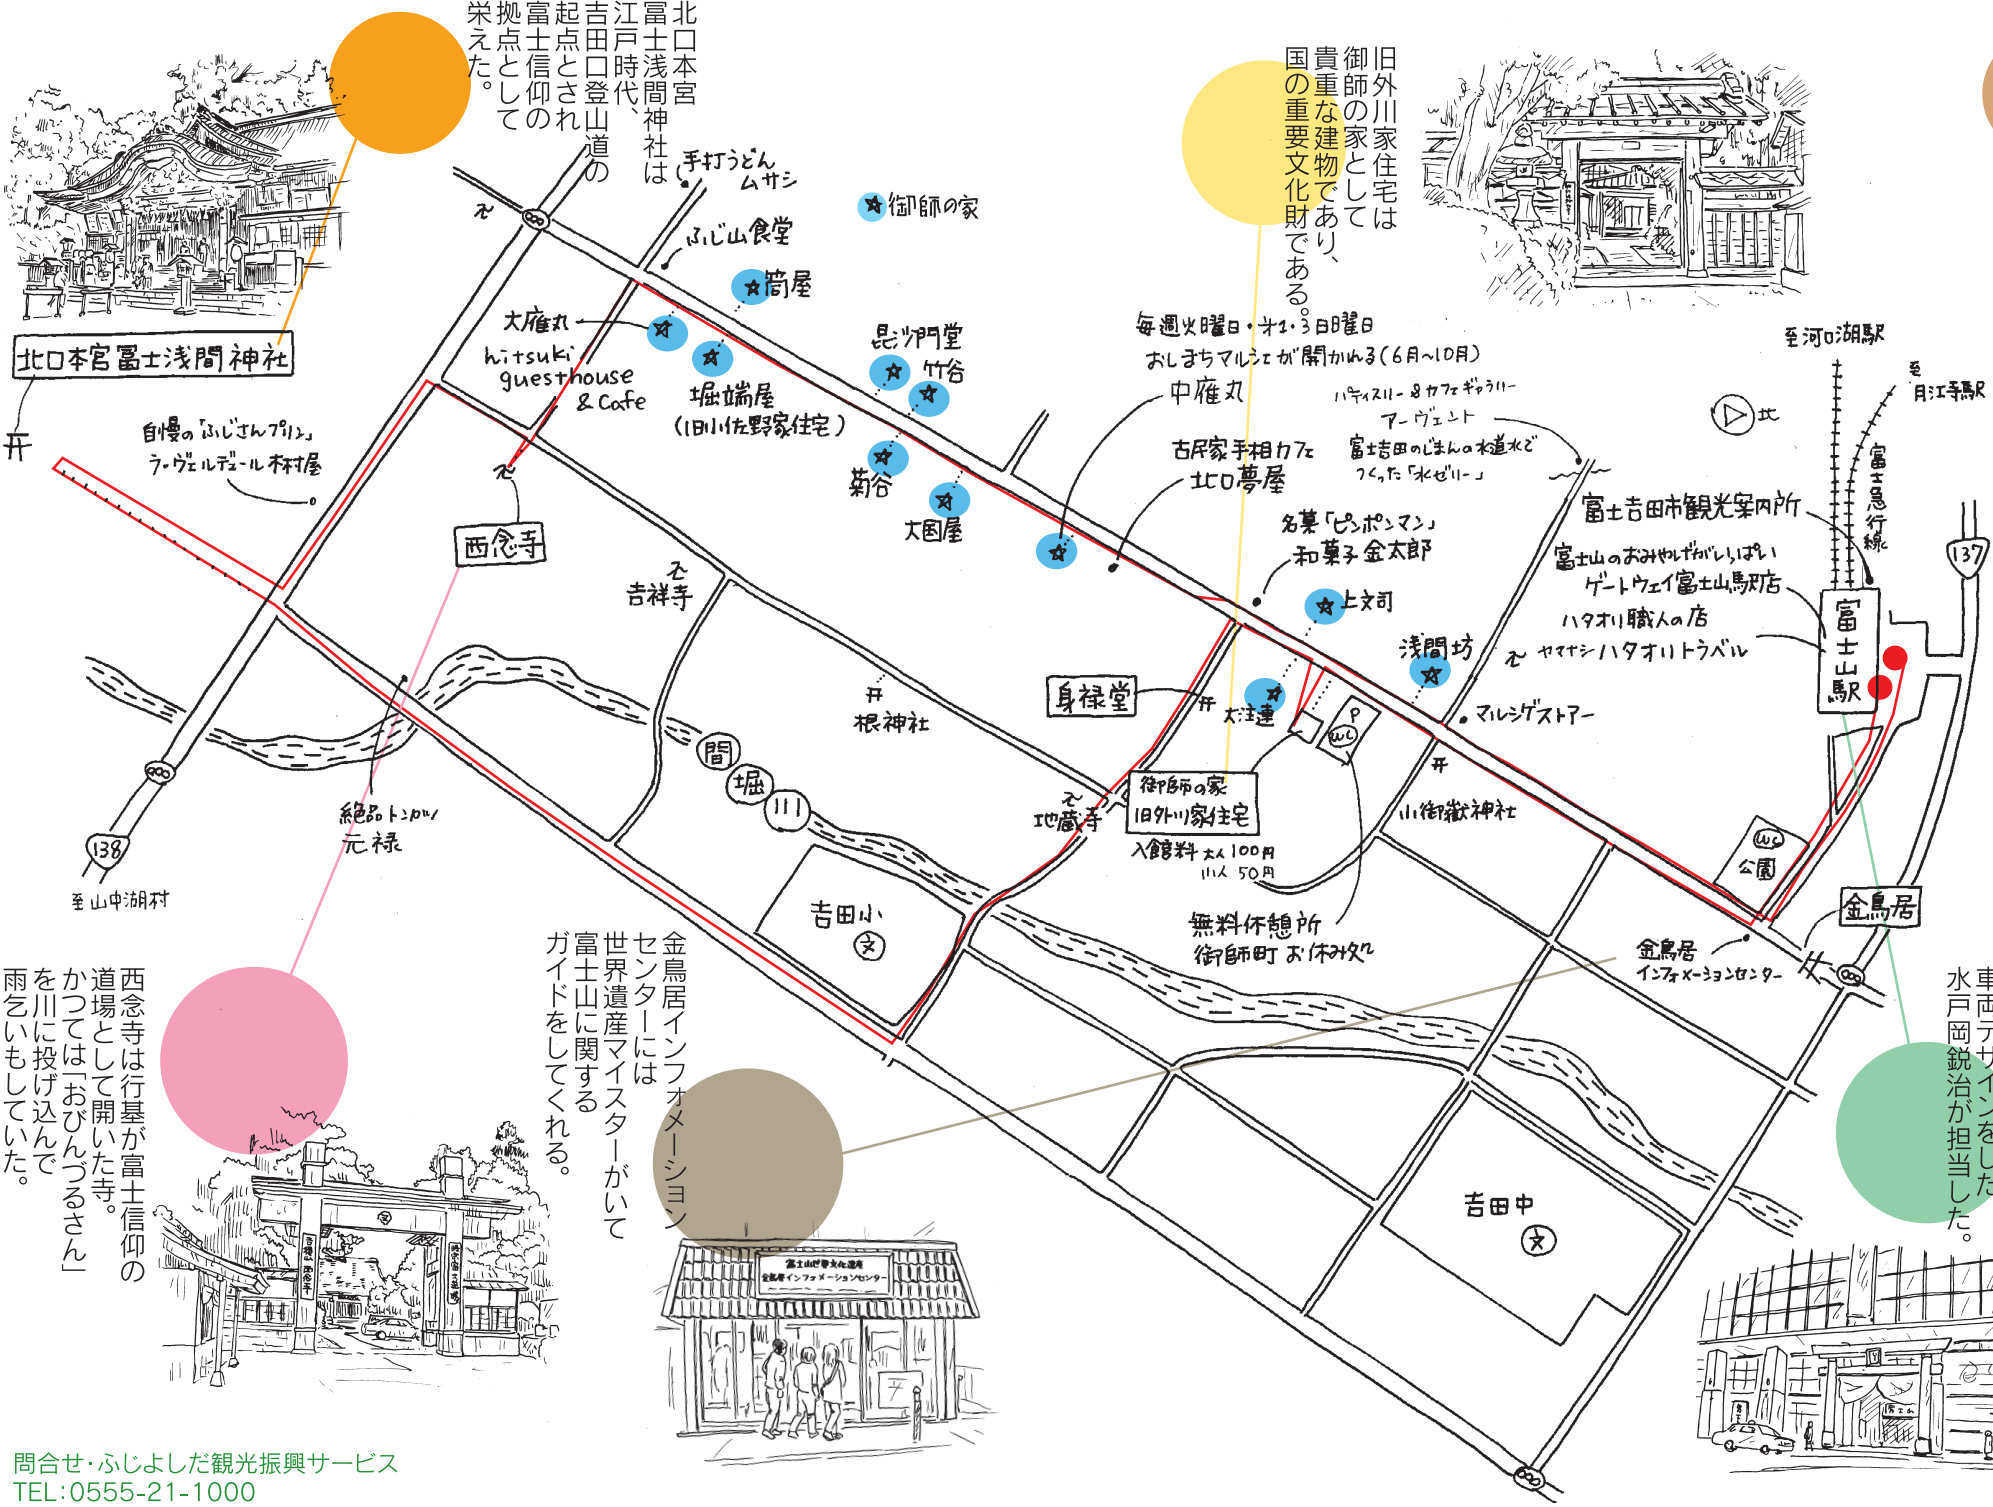 北口本宮
冨士浅間神社は
江戸時代、
吉田口登山道の
起点とされ
富士信仰の
拠点として
栄えた。
旧外川家住宅は
御師の家として
貴重な建物であり、
国の重要文化財である。
手打うどん
ムサシ
御師の家
ふじ山食堂
筒屋
大雁丸
hitsuki
guesthouse
& Cafe
堀端屋
(旧小佐野家住宅)
毘沙門堂
竹谷
菊谷
大国屋
毎週火曜日・第1・3日曜日
おしまちマルシェが開かれる(6月〜10月)
中雁丸
パティスリー&カフェギャラリー
アーヴェント
富士吉田のじまんの水道水で
つくった「水ゼリー」
古民家手相カフェ
北口夢屋
名菓「ピンポンマン」
和菓子 金太郎
上文司
浅間坊
大注連
マルシゲストアー
北
至河口湖駅
至
月江寺駅
富士急行線
137
富士吉田市観光案内所
富士山のおみやげがいっぱい
ゲートウェイ富士山駅店
ハタオリ職人の店
ヤマナシハタオリトラベル
富士山駅
北口本宮冨士浅間神社
自慢の「ふじさんプリン」
ラ・ヴェルデュール木村屋
西念寺
吉祥寺
根神社
身禄堂
間堀川
地蔵寺
御師の家
旧外川家住宅
入館料 大人100円
小人 50円
P
WC
無料休憩所
御師町 お休み処
小御嶽神社
WC
公園
金鳥居
金鳥居
インフォメーションセンター
絶品トンカツ
元禄
138
至山中湖村
吉田小
文
吉田中
文
西念寺は行基が富士信仰の
道場として開いた寺。
かつては「おびんづるさん」
を川に投げ込んで
雨乞いもしていた。
金鳥居インフォメーション
センターには
世界遺産マイスターがいて
富士山に関する
ガイドをしてくれる。
車両デザインをした
水戸岡鋭治が担当した。
富士山世界文化遺産
金鳥居インフォメーションセンター
問合せ・ふじよしだ観光振興サービス
TEL:0555-21-1000